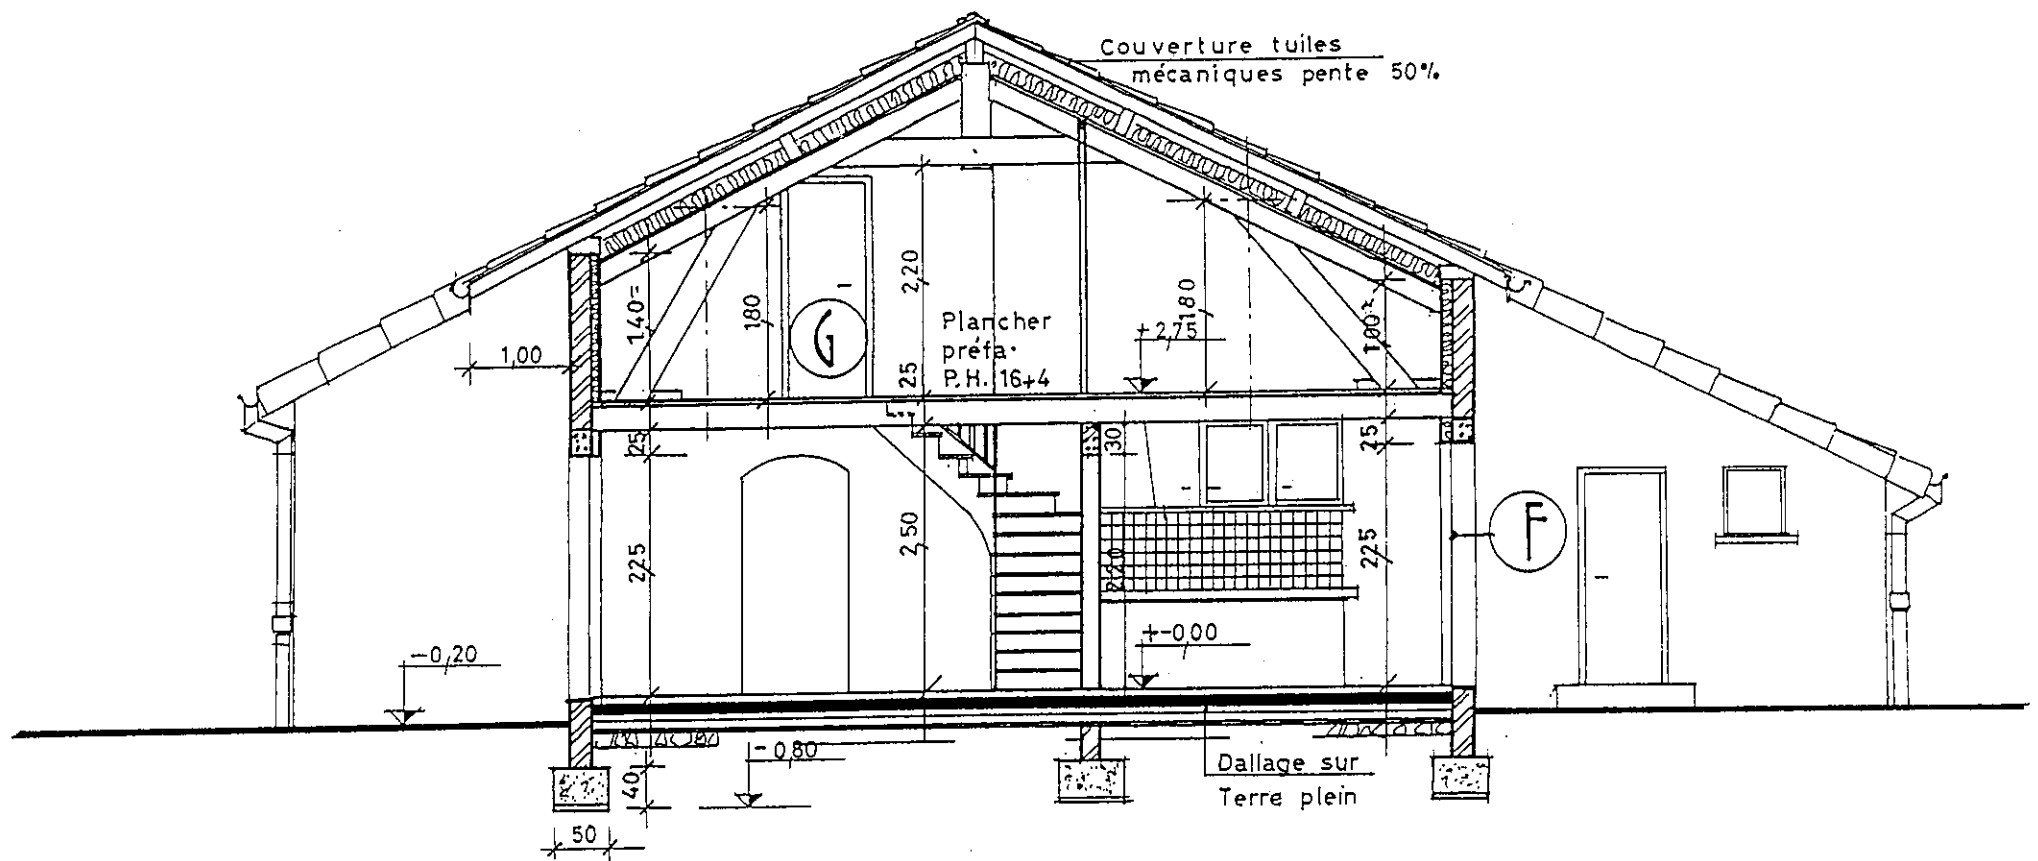 Couverture tuiles
mécaniques pente 50%
2,20
1,40=
180
G
Plancher
préfa.
P.H. 16+4
25
+2,75
180
1,00
1,00
25
30
25
225
2,50
220
225
F
-0,20
+-0,00
-0,80
40
50
Dallage sur
Terre plein